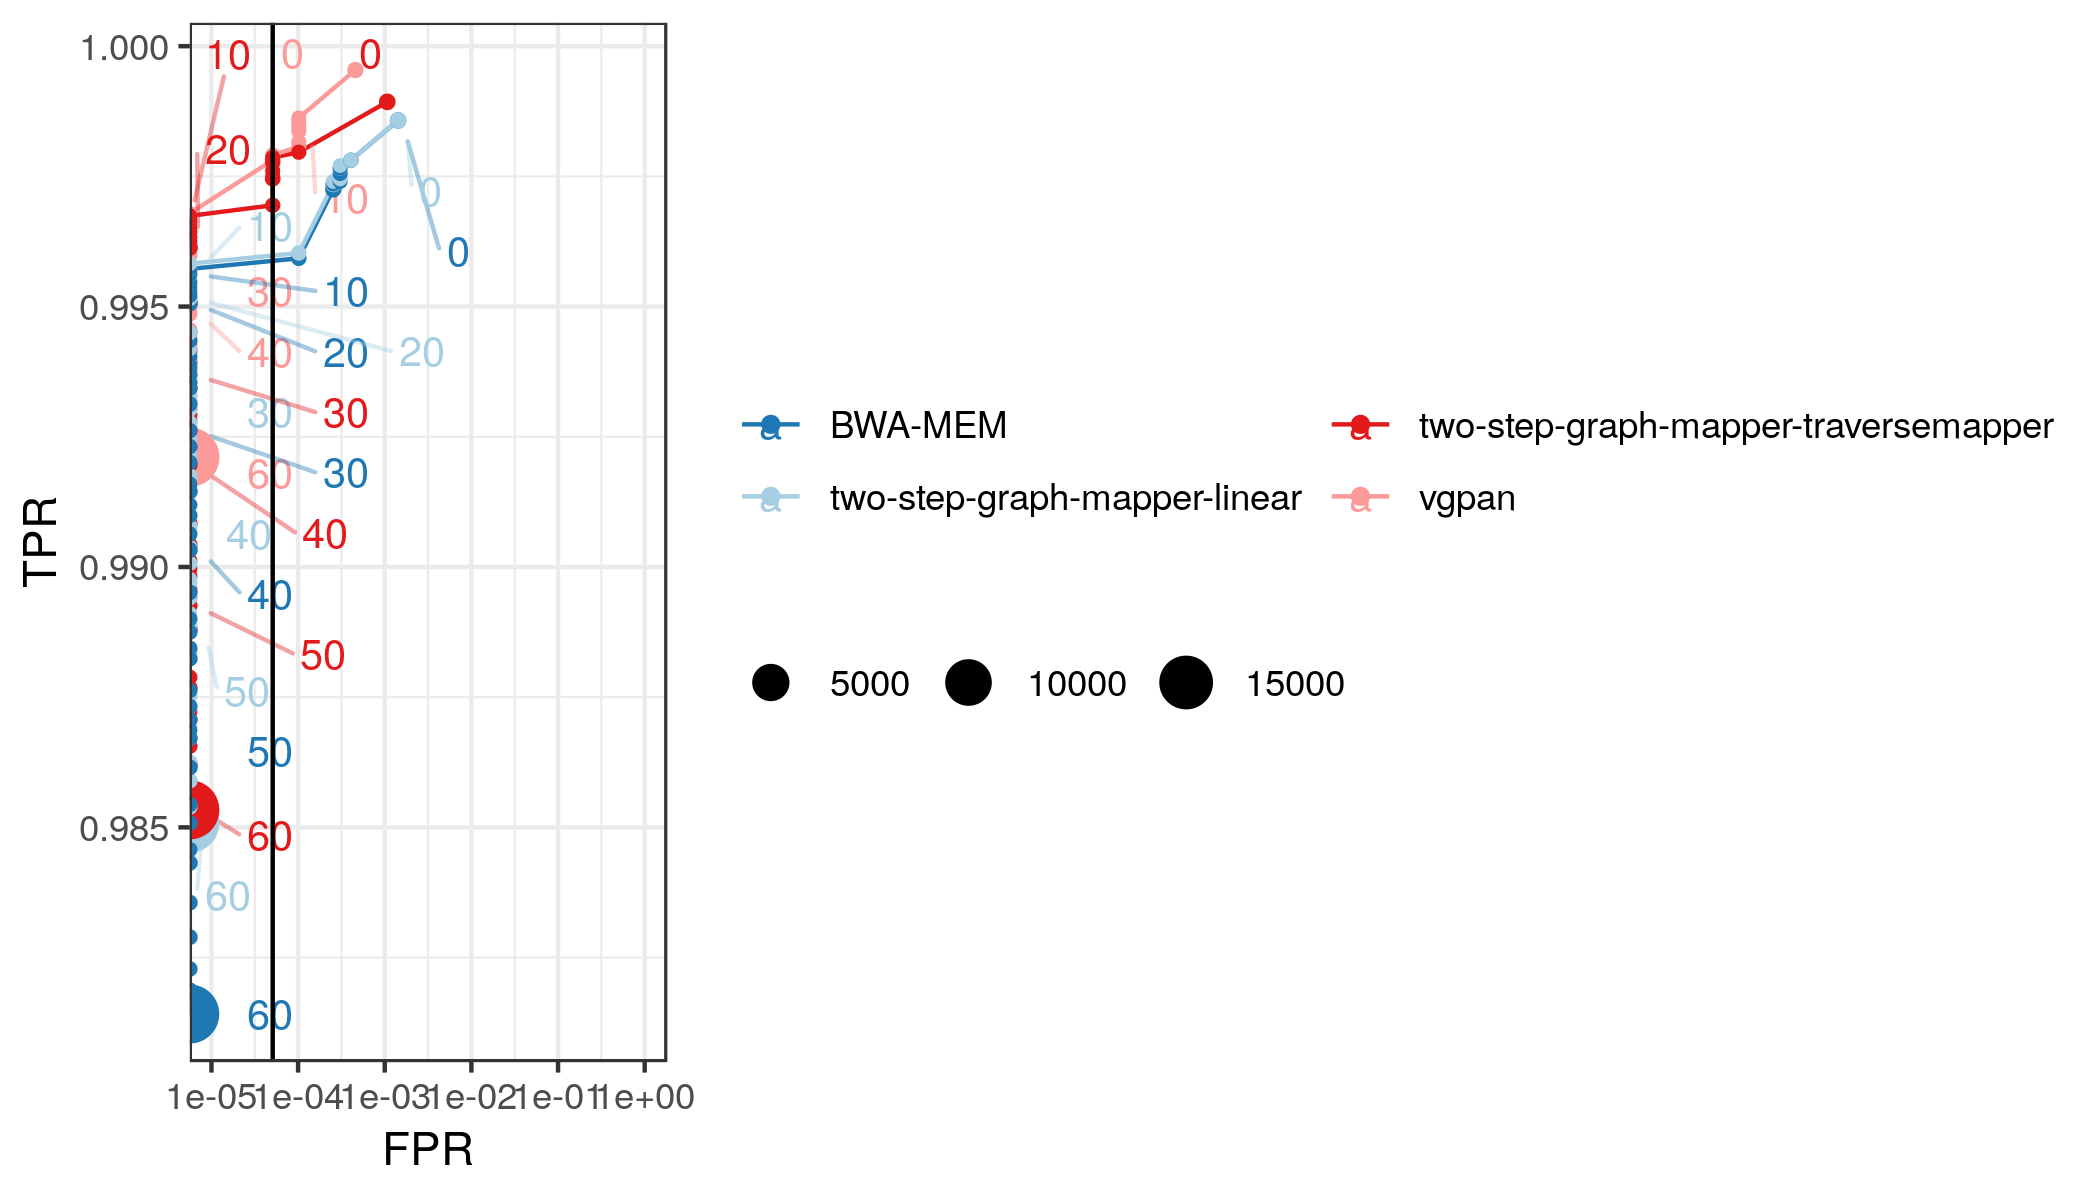 1.000
0.995
0.990
0.985
TPR
10 0 0
20
10 0
10 0
30 10
40 20 20
30 30
60 30
40 40
40
50
50
50
60
60
60
1e-05 1e-04 1e-03 1e-02 1e-01 1e+00
FPR
a BWA-MEM
a two-step-graph-mapper-traversemapper
a two-step-graph-mapper-linear
a vgpan
5000 10000 15000